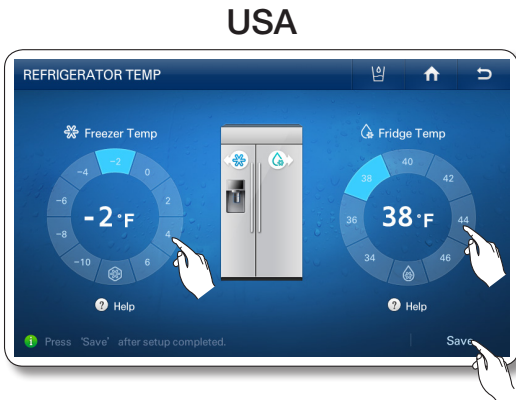 USA
REFRIGERATOR TEMP
Freezer Temp
Fridge Temp
-2
-4
0
-6
2
-8
4
-10
6
-2°F
40
38
42
36
44
34
46
38°F
? Help
? Help
i Press 'Save' after setup completed.
Save